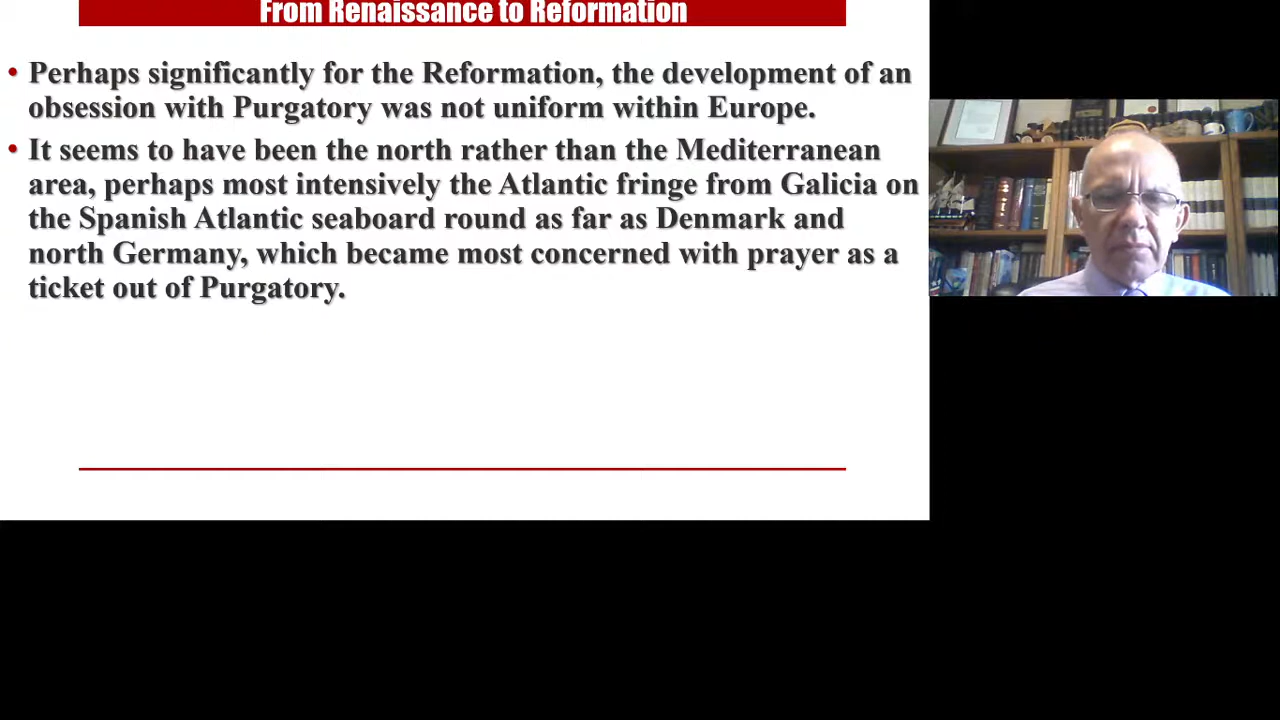 From Renaissance to Reformation
• Perhaps significantly for the Reformation, the development of an
obsession with Purgatory was not uniform within Europe.
• It seems to have been the north rather than the Mediterranean
area, perhaps most intensively the Atlantic fringe from Galicia on
the Spanish Atlantic seaboard round as far as Denmark and
north Germany, which became most concerned with prayer as a
ticket out of Purgatory.